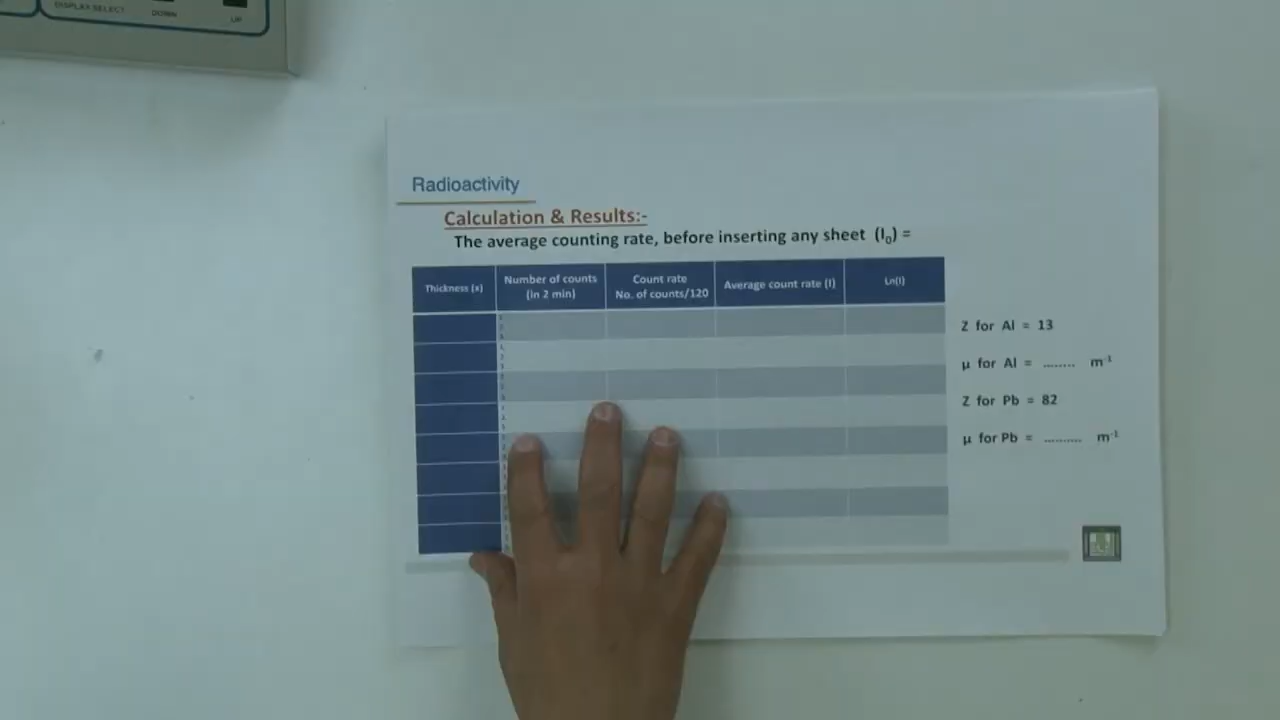 DISPLAY SELECT
DOWN
UP
Radioactivity
Calculation & Results:-
The average counting rate, before inserting any sheet (I₀) =
Thickness (x)
Number of counts
(in 2 min)
Count rate
No. of counts/120
Average count rate (I)
Ln(I)
Z for Al = 13
μ for Al = ........ m⁻¹
Z for Pb = 82
μ for Pb = .......... m⁻¹